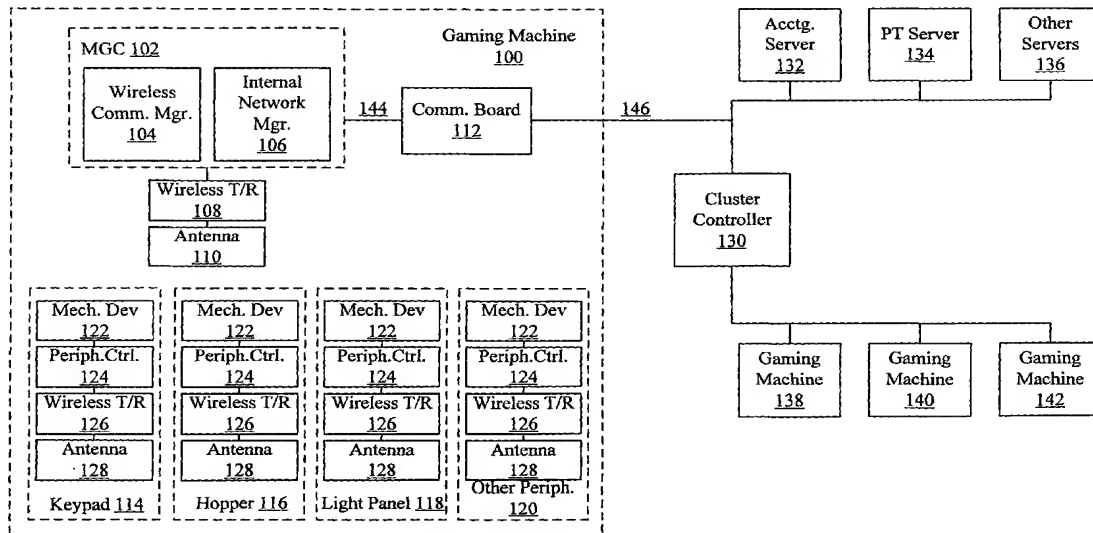 MGC 102
Gaming Machine
100
Wireless
Comm. Mgr.
104
Internal
Network
Mgr.
106
144
Comm. Board
112
146
Wireless T/R
108
Antenna
110
Acctg.
Server
132
PT Server
134
Other
Servers
136
Cluster
Controller
130
Gaming
Machine
138
Gaming
Machine
140
Gaming
Machine
142
Mech. Dev
122
Periph.Ctrl.
124
Wireless T/R
126
Antenna
128
Keypad 114
Mech. Dev
122
Periph.Ctrl.
124
Wireless T/R
126
Antenna
128
Hopper 116
Mech. Dev
122
Periph.Ctrl.
124
Wireless T/R
126
Antenna
128
Light Panel 118
Mech. Dev
122
Periph.Ctrl.
124
Wireless T/R
126
Antenna
128
Other Periph.
120